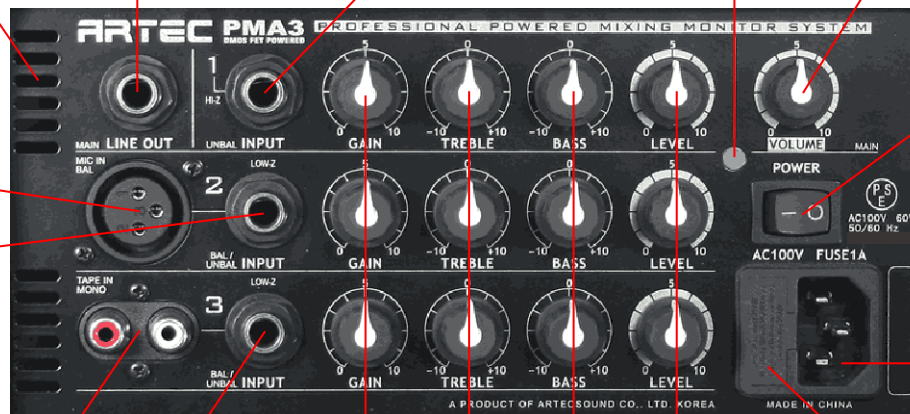 ARTEC PMA3 PROFESSIONAL POWERED MIXING MONITOR SYSTEM
DMOS FET POWERED
1
HI-Z
MAIN LINE OUT
UNBAL INPUT
5
0 10
GAIN
0
-10 +10
TREBLE
0
-10 +10
BASS
5
0 10
LEVEL
5
0 10
VOLUME
MAIN
MIC IN
BAL
2
LOW-Z
BAL/
UNBAL INPUT
5
0 10
GAIN
0
-10 +10
TREBLE
0
-10 +10
BASS
5
0 10
LEVEL
POWER
PSE
AC100V 60W
50/60 Hz
AC100V FUSE1A
TAPE IN
MONO
3
LOW-Z
BAL/
UNBAL INPUT
5
0 10
GAIN
0
-10 +10
TREBLE
0
-10 +10
BASS
5
0 10
LEVEL
A PRODUCT OF ARTECSOUND CO., LTD. KOREA
MADE IN CHINA